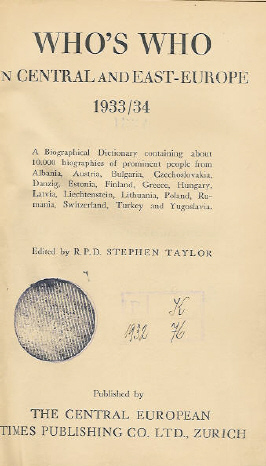 WHO'S WHO
N CENTRAL AND EAST-EUROPE
1933/34
A Biographical Dictionary containing about
10.000 biographies of prominent people from
Albania, Austria, Bulgaria, Czechoslovakia,
Danzig, Estonia, Finland, Greece, Hungary,
Latvia, Liechtenstein, Lithuania, Poland, Ru-
mania, Switzerland, Turkey and Yugoslavia.
Edited by R.P.D. STEPHEN TAYLOR
K
1932 76
Published by
THE CENTRAL EUROPEAN
TIMES PUBLISHING CO. LTD., ZURICH